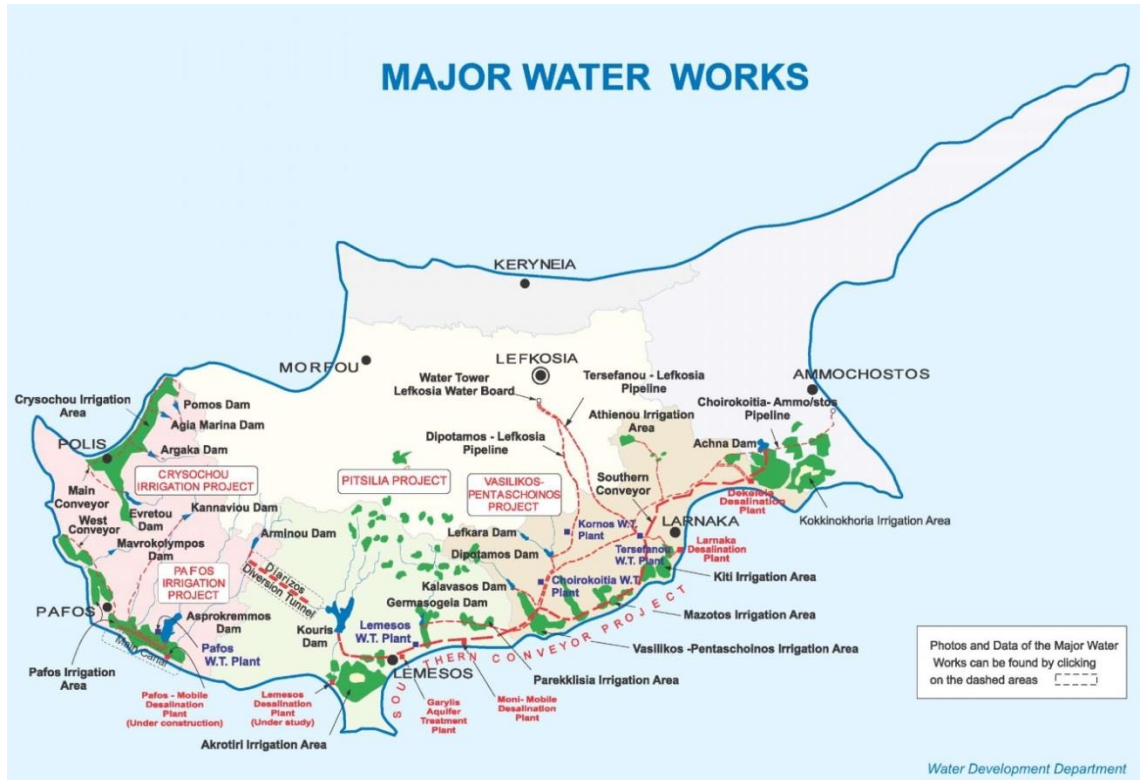 MAJOR WATER WORKS
KERYNEIA
MORFOU
LEFKOSIA
Water Tower
Lefkosia Water Board
Tersefanou - Lefkosia
Pipeline
AMMOCHOSTOS
Choirokoitia- Ammo/stos
Pipeline
Athienou Irrigation
Area
Achna Dam
Dipotamos - Lefkosia
Pipeline
Crysochou Irrigation
Area
Pomos Dam
Agia Marina Dam
POLIS
Argaka Dam
CRYSOCHOU
IRRIGATION PROJECT
PITSILIA PROJECT
VASILIKOS-
PENTASCHOINOS
PROJECT
Southern
Conveyor
Dekeleia
Desalination
Plant
Kokkinokhoria Irrigation Area
Main
Conveyor
West
Conveyor
Evretou
Dam
Kannaviou Dam
Mavrokolympos
Dam
Arminou Dam
Lefkara Dam
Kornos W.T.
Plant
LARNAKA
Larnaka
Desalination
Plant
Dipotamos Dam
Tersefanou
W.T. Plant
Choirokoitia W.T.
Plant
Kiti Irrigation Area
PAFOS
IRRIGATION
PROJECT
Djarizos
Diversion Tunnel
Kalavasos Dam
Germasogeia Dam
Mazotos Irrigation Area
PAFOS
Asprokremmos
Dam
Pafos
W.T. Plant
Main Canal
Kouris
Dam
Lemesos
W.T. Plant
Vasilikos -Pentaschoinos Irrigation Area
LEMESOS
SOUTHERN CONVEYOR PROJECT
Parekklisia Irrigation Area
Pafos Irrigation
Area
Pafos - Mobile
Desalination
Plant
(Under construction)
Lemesos
Desalination
Plant
(Under study)
Garylis
Aquifer
Treatment
Plant
Moni- Mobile
Desalination
Plant
Akrotiri Irrigation Area
Photos and Data of the Major Water
Works can be found by clicking
on the dashed areas
Water Development Department